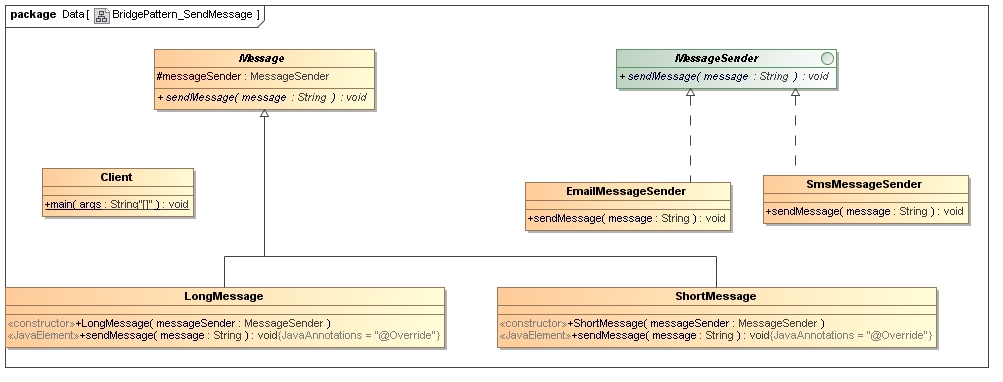 package Data [ BridgePattern_SendMessage ]
Message
#messageSender : MessageSender
+ sendMessage( message : String ) : void
MessageSender
+ sendMessage( message : String ) : void
Client
+main( args : String"[]" ) : void
EmailMessageSender
+sendMessage( message : String ) : void
SmsMessageSender
+sendMessage( message : String ) : void
LongMessage
«constructor»+LongMessage( messageSender : MessageSender )
«JavaElement»+sendMessage( message : String ) : void{JavaAnnotations = "@Override"}
ShortMessage
«constructor»+ShortMessage( messageSender : MessageSender )
«JavaElement»+sendMessage( message : String ) : void{JavaAnnotations = "@Override"}